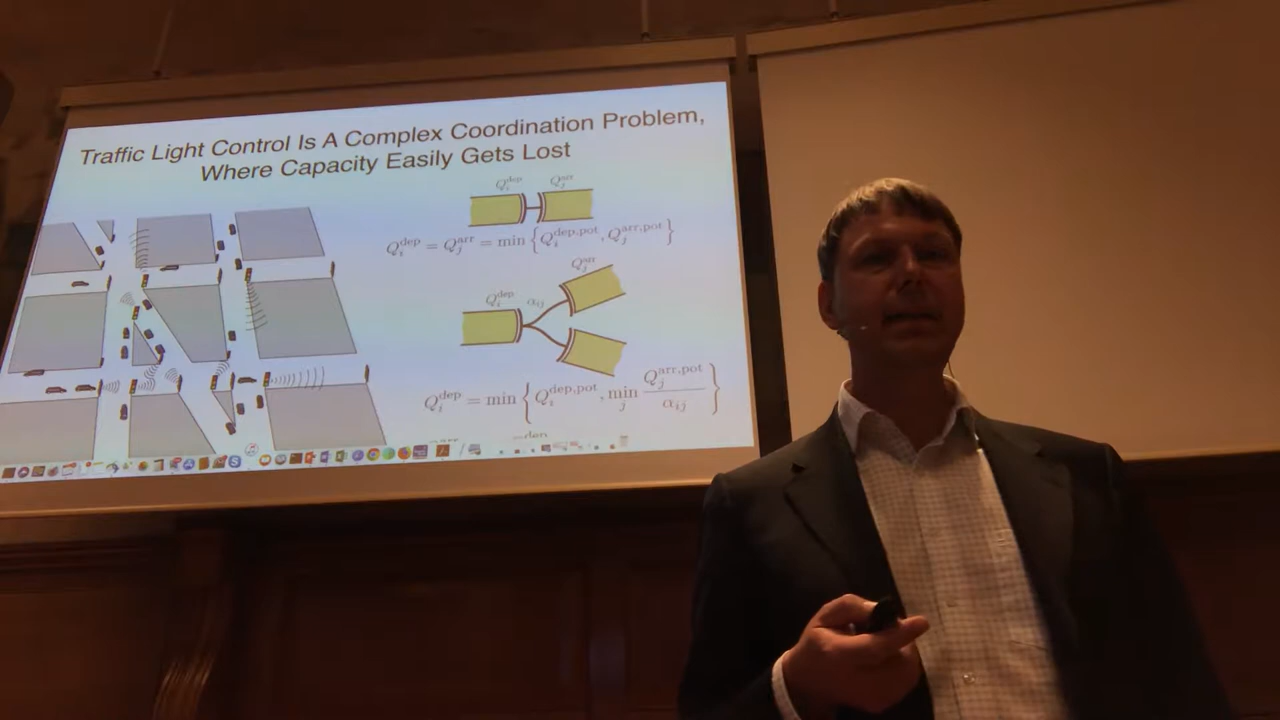 Traffic Light Control Is A Complex Coordination Problem,
Where Capacity Easily Gets Lost
Q_i^dep Q_j^arr
Q_i^dep = Q_j^arr = min { Q_i^dep,pot , Q_j^arr,pot }
Q_j^arr
Q_i^dep α_ij
Q_i^dep = min { Q_i^dep,pot , min_j Q_j^arr,pot / α_ij }